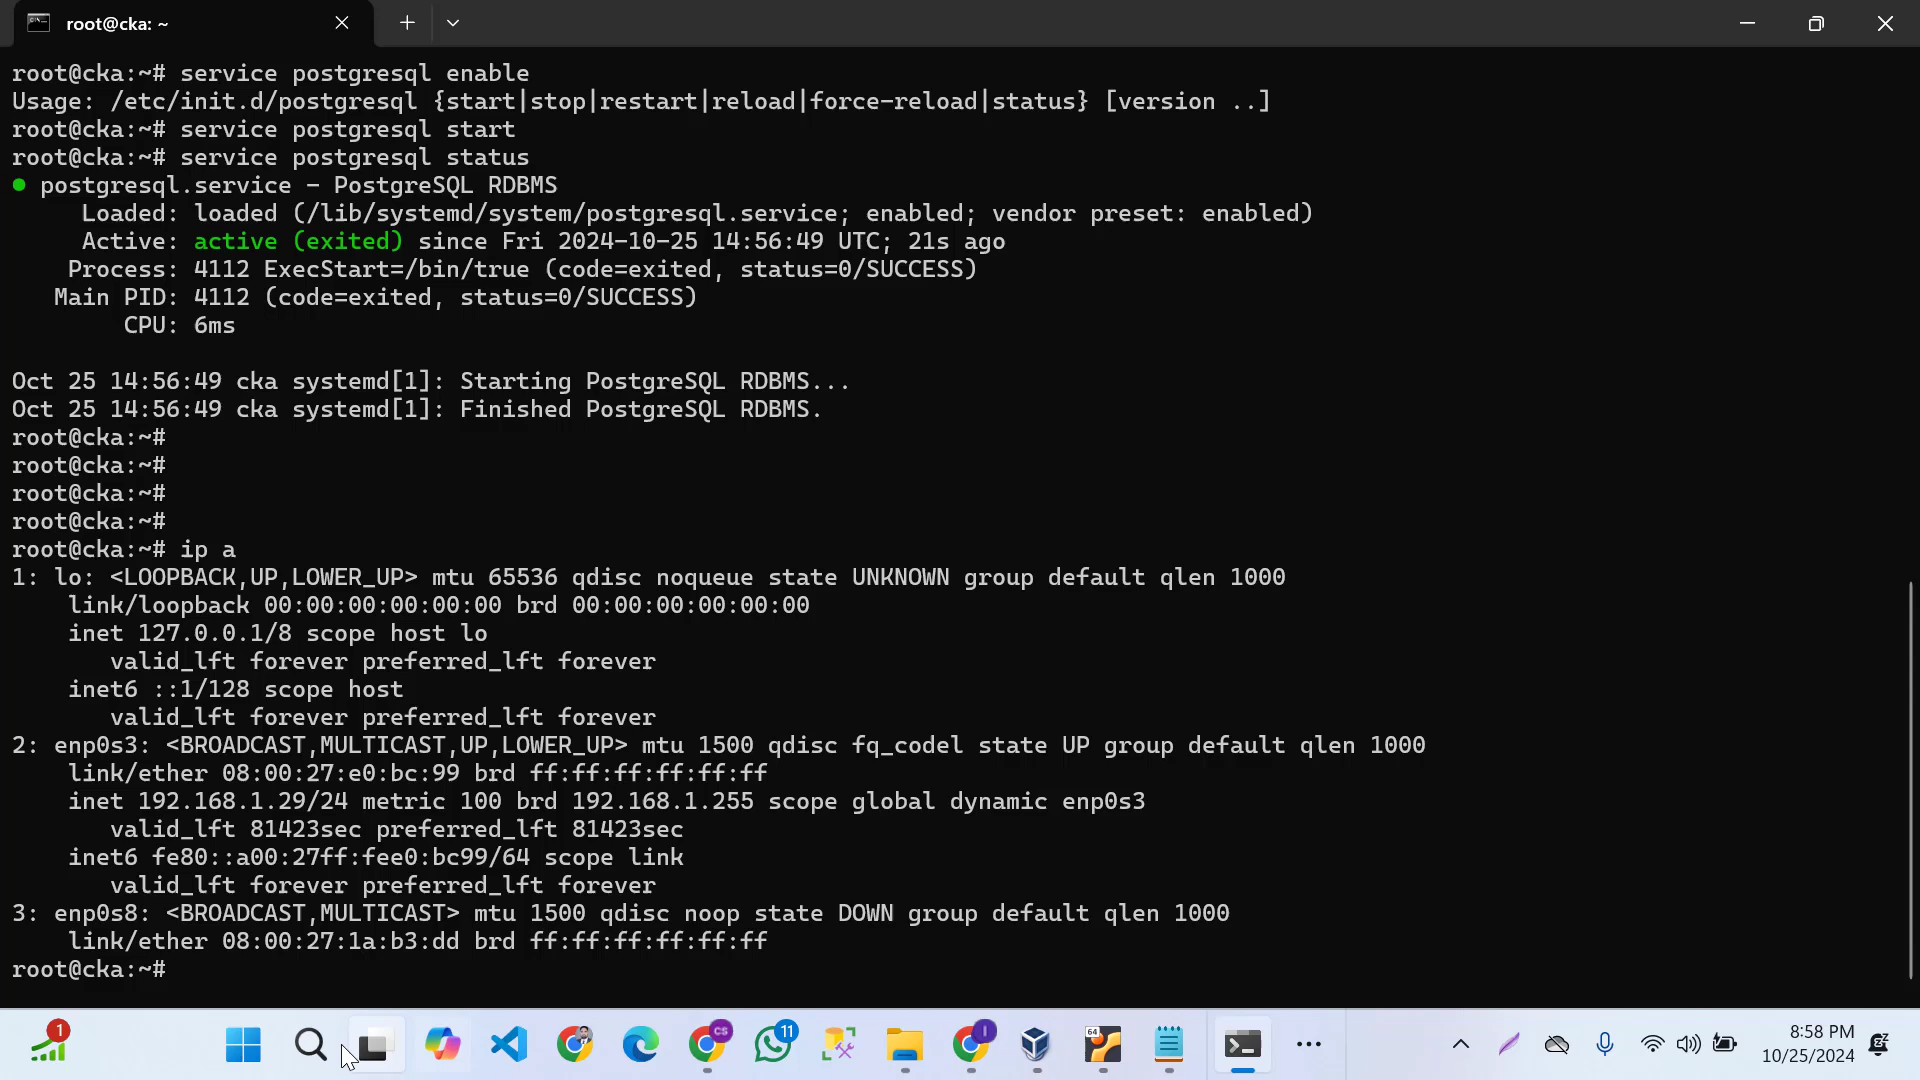 root@cka: ~
root@cka:~# service postgresql enable
Usage: /etc/init.d/postgresql {start|stop|restart|reload|force-reload|status} [version ..]
root@cka:~# service postgresql start
root@cka:~# service postgresql status
● postgresql.service - PostgreSQL RDBMS
Loaded: loaded (/lib/systemd/system/postgresql.service; enabled; vendor preset: enabled)
Active: active (exited) since Fri 2024-10-25 14:56:49 UTC; 21s ago
Process: 4112 ExecStart=/bin/true (code=exited, status=0/SUCCESS)
Main PID: 4112 (code=exited, status=0/SUCCESS)
CPU: 6ms
Oct 25 14:56:49 cka systemd[1]: Starting PostgreSQL RDBMS...
Oct 25 14:56:49 cka systemd[1]: Finished PostgreSQL RDBMS.
root@cka:~#
root@cka:~#
root@cka:~#
root@cka:~#
root@cka:~# ip a
1: lo: <LOOPBACK,UP,LOWER_UP> mtu 65536 qdisc noqueue state UNKNOWN group default qlen 1000
link/loopback 00:00:00:00:00:00 brd 00:00:00:00:00:00
inet 127.0.0.1/8 scope host lo
valid_lft forever preferred_lft forever
inet6 ::1/128 scope host
valid_lft forever preferred_lft forever
2: enp0s3: <BROADCAST,MULTICAST,UP,LOWER_UP> mtu 1500 qdisc fq_codel state UP group default qlen 1000
link/ether 08:00:27:e0:bc:99 brd ff:ff:ff:ff:ff:ff
inet 192.168.1.29/24 metric 100 brd 192.168.1.255 scope global dynamic enp0s3
valid_lft 81423sec preferred_lft 81423sec
inet6 fe80::a00:27ff:fee0:bc99/64 scope link
valid_lft forever preferred_lft forever
3: enp0s8: <BROADCAST,MULTICAST> mtu 1500 qdisc noop state DOWN group default qlen 1000
link/ether 08:00:27:1a:b3:dd brd ff:ff:ff:ff:ff:ff
root@cka:~#
1
CS
11
I
64
8:58 PM
10/25/2024